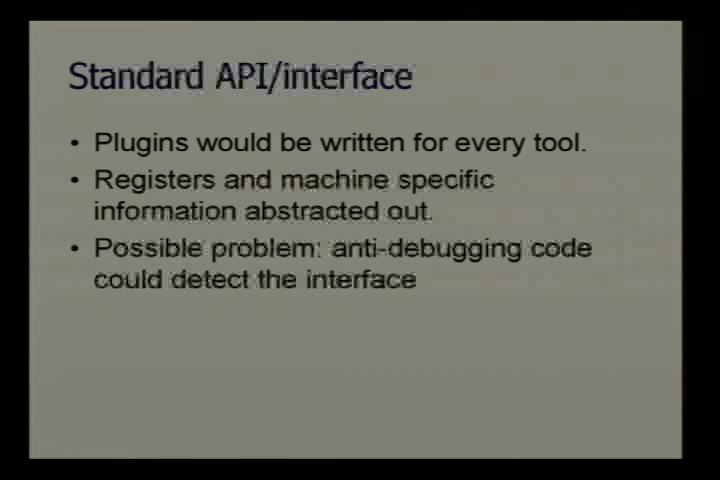 Standard API/interface
• Plugins would be written for every tool.
• Registers and machine specific
information abstracted out.
• Possible problem: anti-debugging code
could detect the interface